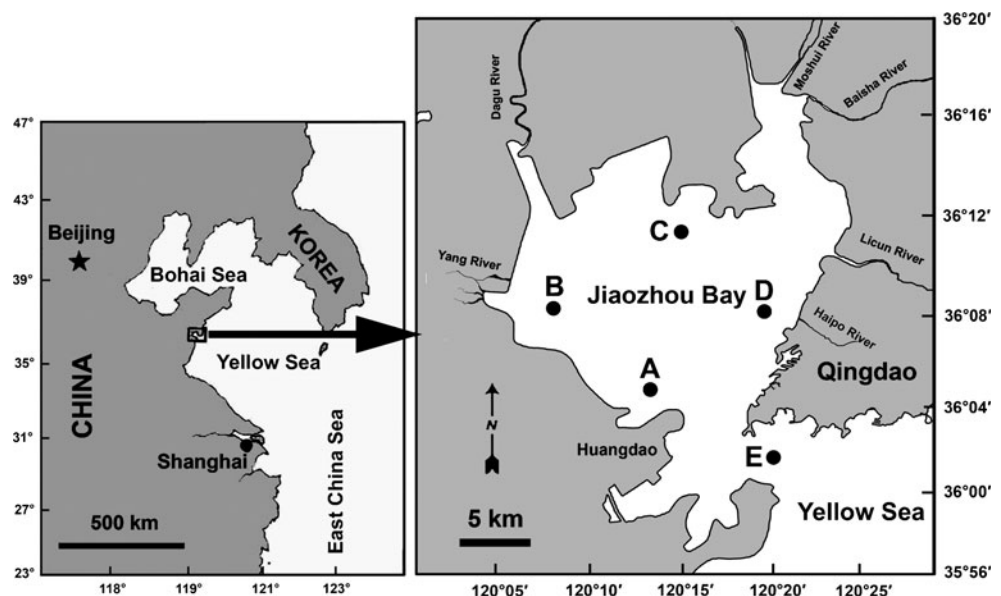 47°
43°
39°
35°
31°
27°
23°
118°
119°
121°
123°
Beijing
Bohai Sea
KOREA
Yellow Sea
CHINA
Shanghai
East China Sea
500 km
Dagu River
Moshui River
Baisha River
Licun River
Yang River
Haipo River
C
B
Jiaozhou Bay
D
A
Qingdao
Huangdao
N
E
Yellow Sea
5 km
36°20′
36°16′
36°12′
36°08′
36°04′
36°00′
35°56′
120°05′
120°10′
120°15′
120°20′
120°25′